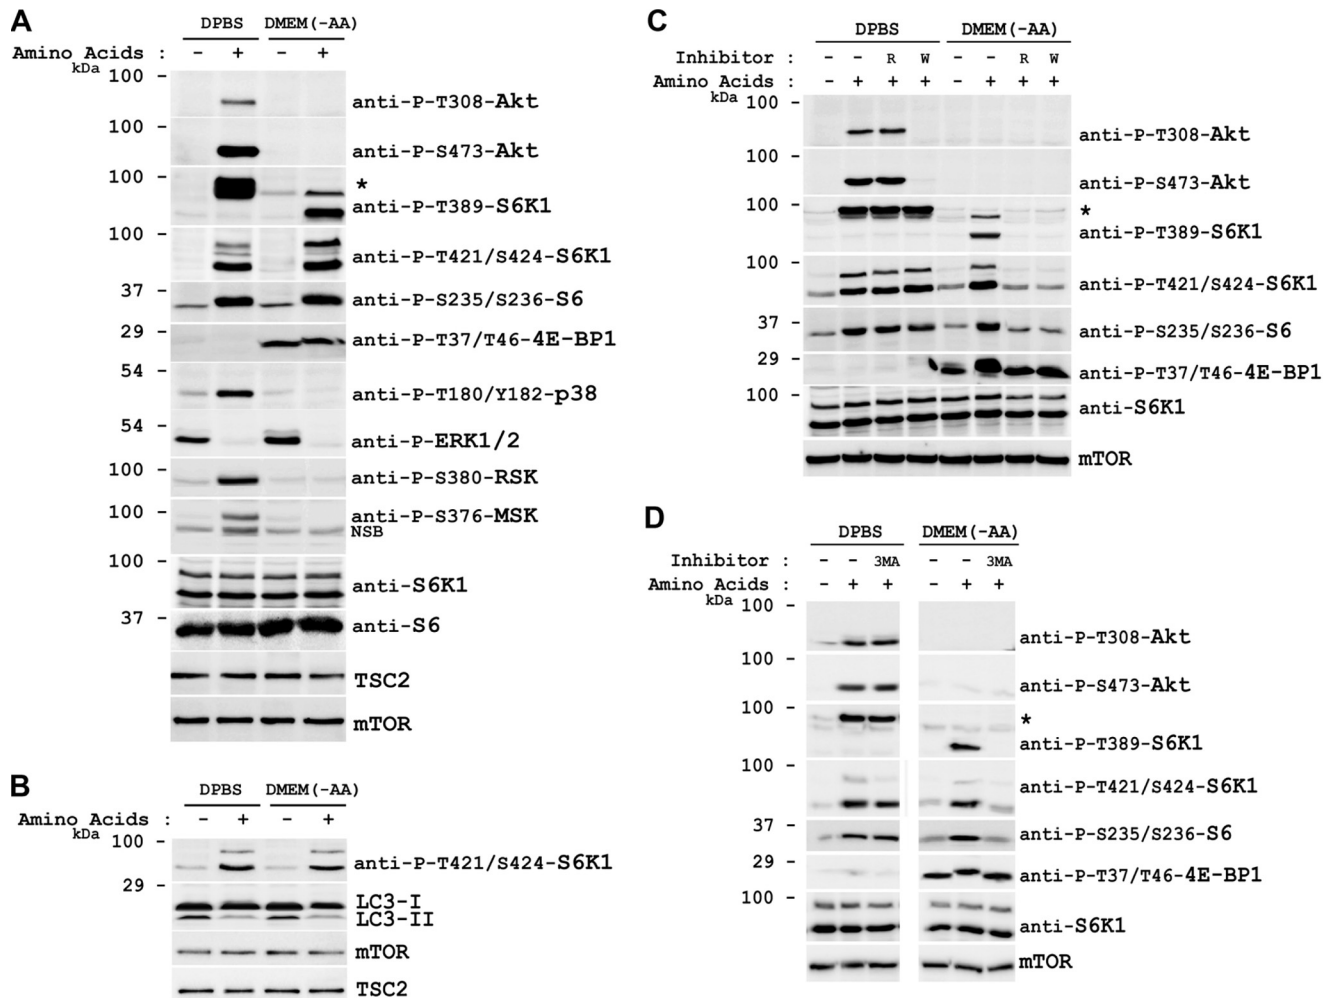 A
DPBS DMEM(-AA)
Amino Acids : - + - +
kDa
100 -
anti-P-T308-Akt
100 -
anti-P-S473-Akt
100 -
*
anti-P-T389-S6K1
100 -
anti-P-T421/S424-S6K1
37 -
anti-P-S235/S236-S6
29 -
anti-P-T37/T46-4E-BP1
54 -
anti-P-T180/Y182-p38
54 -
anti-P-ERK1/2
100 -
anti-P-S380-RSK
100 -
anti-P-S376-MSK
NSB
100 -
anti-S6K1
37 -
anti-S6
TSC2
mTOR
B
DPBS DMEM(-AA)
Amino Acids : - + - +
kDa
100 -
anti-P-T421/S424-S6K1
29 -
LC3-I
LC3-II
mTOR
TSC2
C
DPBS DMEM(-AA)
Inhibitor : - - R W - - R W
Amino Acids : - + + + - + + +
kDa
100 -
anti-P-T308-Akt
100 -
anti-P-S473-Akt
100 -
*
anti-P-T389-S6K1
100 -
anti-P-T421/S424-S6K1
37 -
anti-P-S235/S236-S6
29 -
anti-P-T37/T46-4E-BP1
100 -
anti-S6K1
mTOR
D
DPBS DMEM(-AA)
Inhibitor : - - 3MA - - 3MA
Amino Acids : - + + - + +
kDa
100 -
anti-P-T308-Akt
100 -
anti-P-S473-Akt
100 -
*
anti-P-T389-S6K1
100 -
anti-P-T421/S424-S6K1
37 -
anti-P-S235/S236-S6
29 -
anti-P-T37/T46-4E-BP1
100 -
anti-S6K1
mTOR